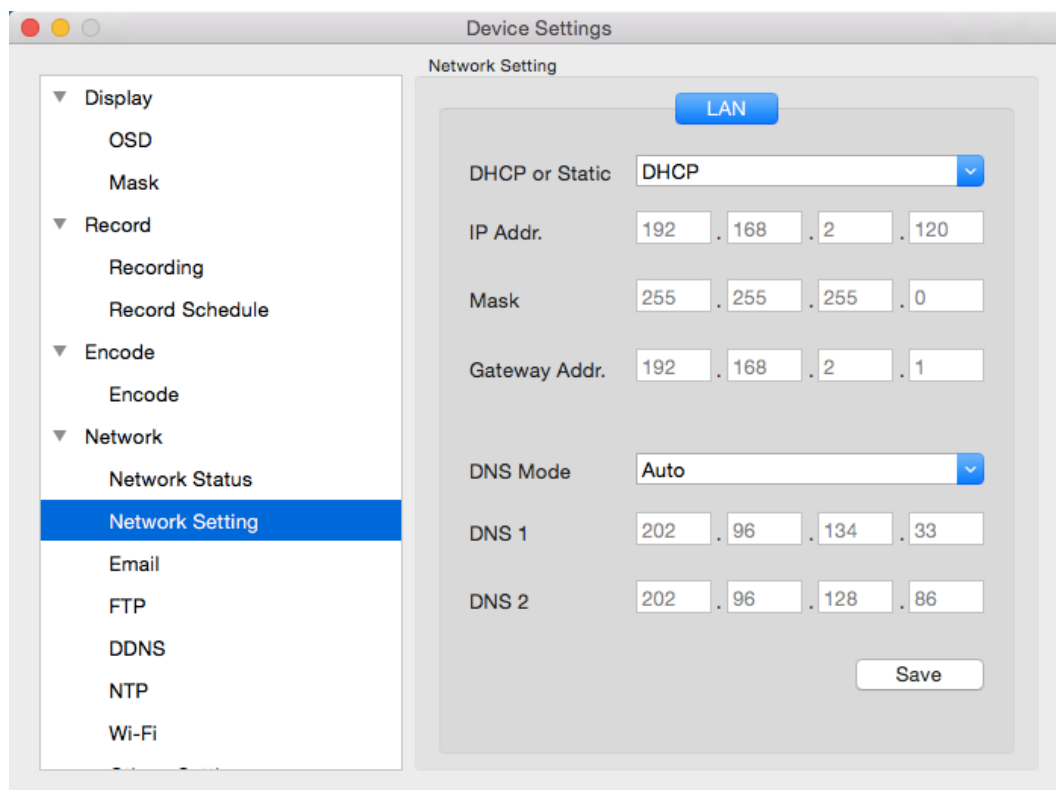 Device Settings
Display
OSD
Mask
Record
Recording
Record Schedule
Encode
Encode
Network
Network Status
Network Setting
Email
FTP
DDNS
NTP
Wi-Fi
Network Setting
LAN
DHCP or Static DHCP
IP Addr. 192 . 168 . 2 . 120
Mask 255 . 255 . 255 . 0
Gateway Addr. 192 . 168 . 2 . 1
DNS Mode Auto
DNS 1 202 . 96 . 134 . 33
DNS 2 202 . 96 . 128 . 86
Save